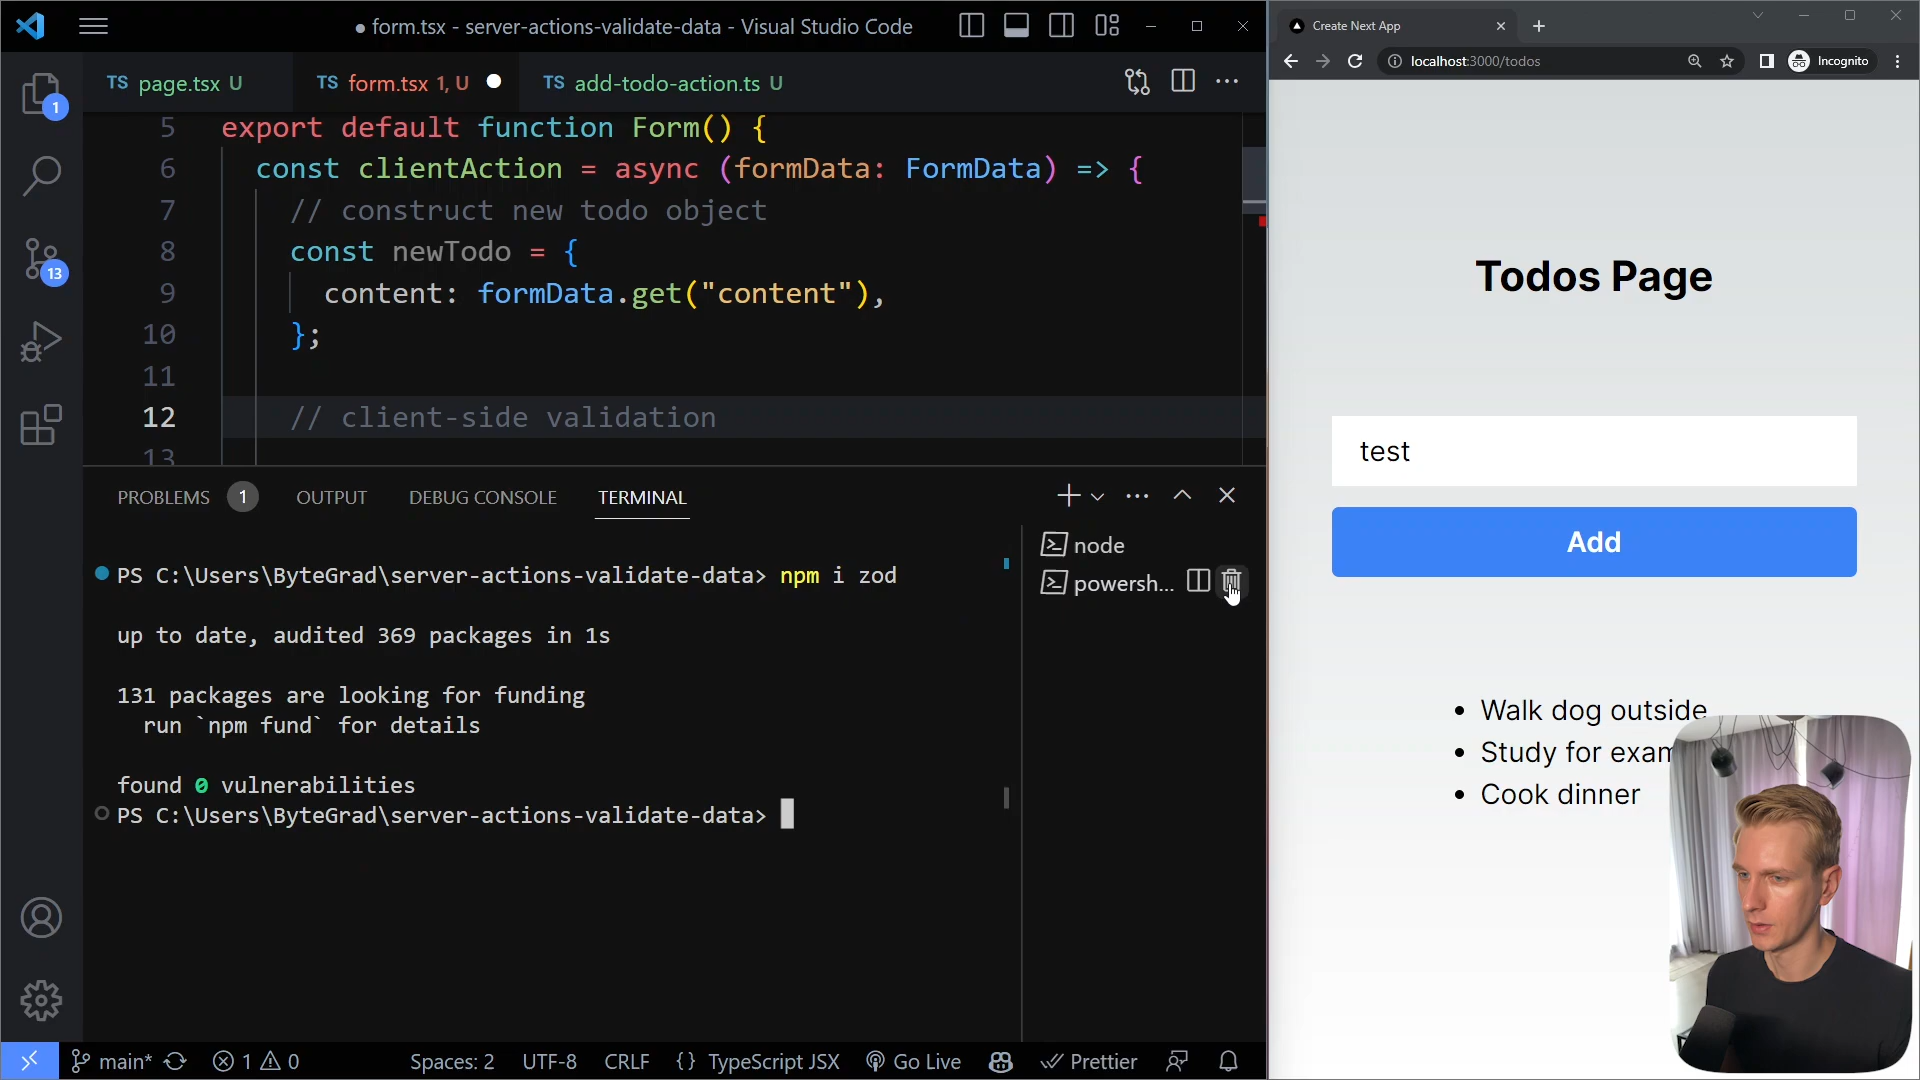 form.tsx - server-actions-validate-data - Visual Studio Code
TS page.tsx U
TS form.tsx 1, U
TS add-todo-action.ts U
5 export default function Form() {
6 const clientAction = async (formData: FormData) => {
7 // construct new todo object
8 const newTodo = {
9 content: formData.get("content"),
10 };
11
12 // client-side validation
13
1
13
PROBLEMS 1 OUTPUT DEBUG CONSOLE TERMINAL
PS C:\Users\ByteGrad\server-actions-validate-data> npm i zod
up to date, audited 369 packages in 1s
131 packages are looking for funding
run `npm fund` for details
found 0 vulnerabilities
PS C:\Users\ByteGrad\server-actions-validate-data>
node
powersh...
main* 1 0 Spaces: 2 UTF-8 CRLF {} TypeScript JSX Go Live Prettier
Create Next App
localhost:3000/todos
Incognito
Todos Page
test
Add
Walk dog outside
Study for exam
Cook dinner